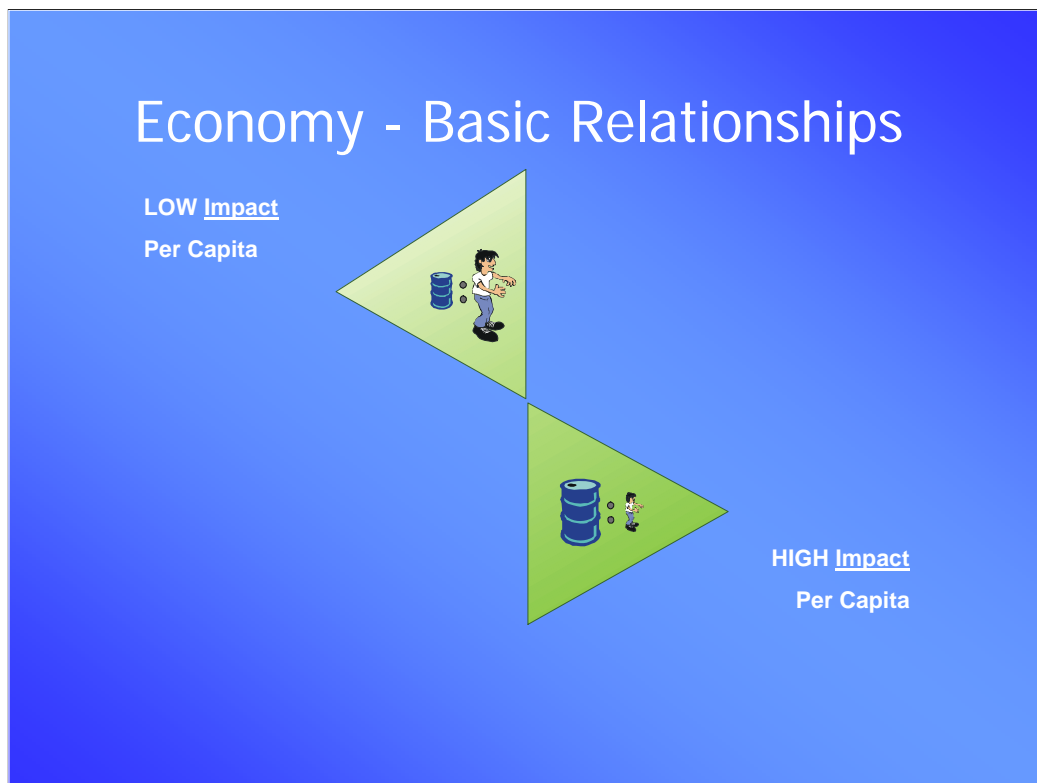 Economy - Basic Relationships
LOW Impact
Per Capita
:
:
HIGH Impact
Per Capita